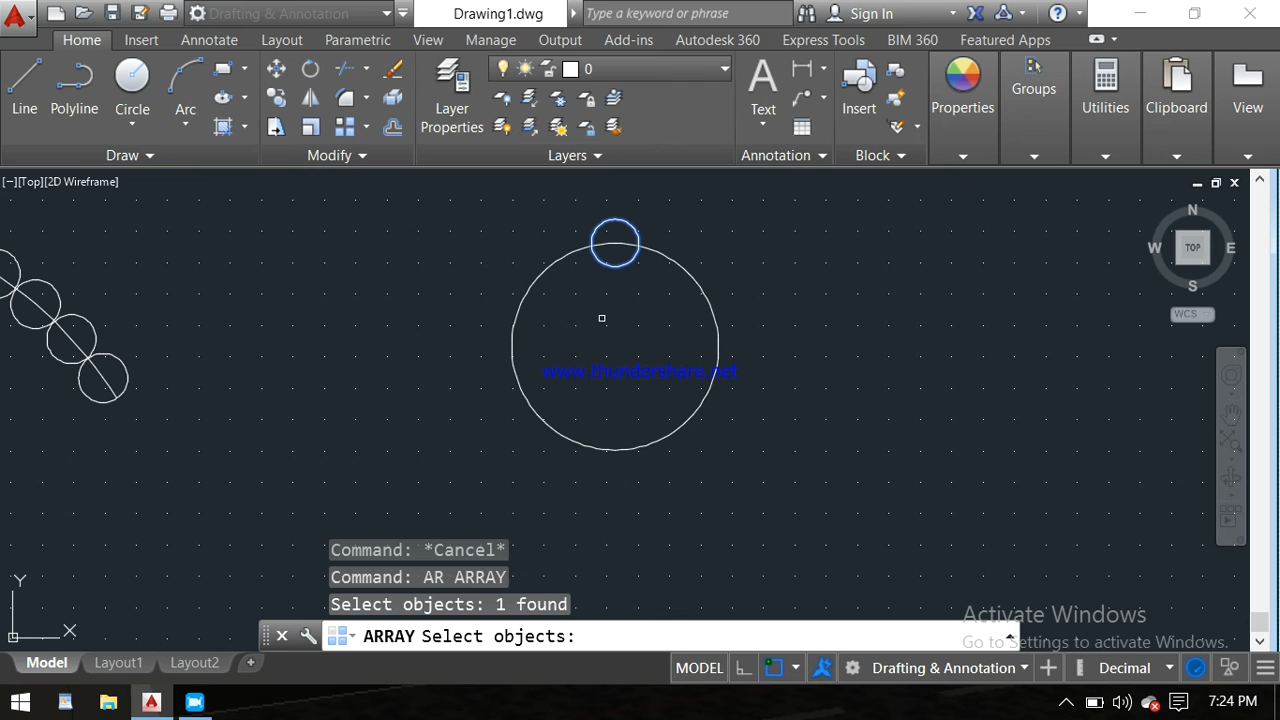 Drafting & Annotation
Drawing1.dwg
Type a keyword or phrase
Sign In
Home
Insert
Annotate
Layout
Parametric
View
Manage
Output
Add-ins
Autodesk 360
Express Tools
BIM 360
Featured Apps
Line
Polyline
Circle
Arc
Layer
Properties
0
Text
Insert
Properties
Groups
Utilities
Clipboard
View
Draw
Modify
Layers
Annotation
Block
[−][Top][2D Wireframe]
N
W
TOP
E
S
WCS
www.thundershare.net
Command: *Cancel*
Command: AR ARRAY
Select objects: 1 found
ARRAY Select objects:
Y
X
Activate Windows
Go to Settings to activate Windows.
Model
Layout1
Layout2
MODEL
Drafting & Annotation
Decimal
7:24 PM